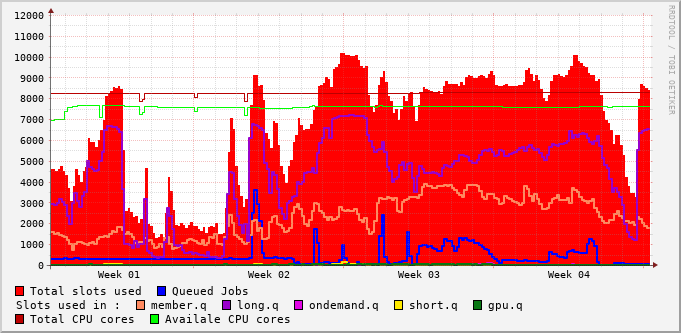 12000
11000
10000
9000
8000
7000
6000
5000
4000
3000
2000
1000
0
Week 01 Week 02 Week 03 Week 04
RRDTOOL / TOBI OETIKER
Total slots used Queued Jobs
Slots used in : member.q long.q ondemand.q short.q gpu.q
Total CPU cores Availale CPU cores